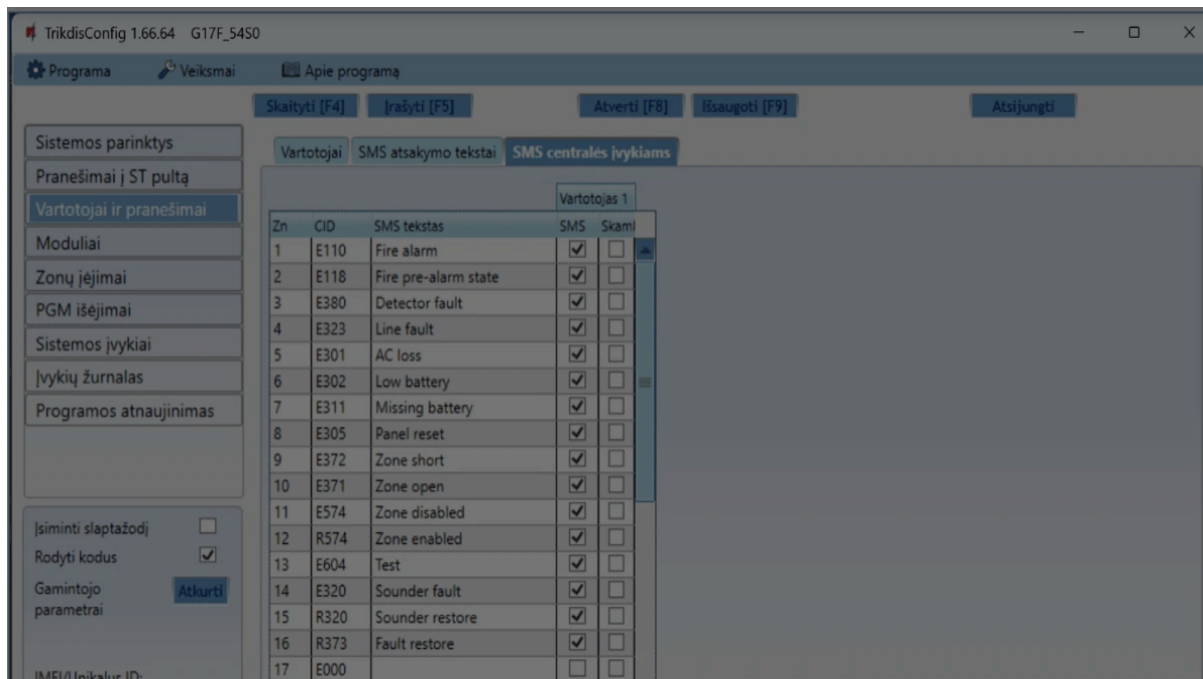 TrikdisConfig 1.66.64 G17F_54S0
Programa Veiksmai Apie programą
Skaityti [F4] Įrašyti [F5] Atverti [F8] Išsaugoti [F9] Atsijungti
Sistemos parinktys
Pranešimai į ST pultą
Vartotojai ir pranešimai
Moduliai
Zonų įėjimai
PGM išėjimai
Sistemos įvykiai
Įvykių žurnalas
Programos atnaujinimas
Įsiminti slaptažodį
Rodyti kodus
Gamintojo parametrai Atkurti
IMEI/Unikalus ID:
Vartotojai SMS atsakymo tekstai SMS centralės įvykiams
Vartotojas 1
Zn CID SMS tekstas SMS Skaml
1 E110 Fire alarm
2 E118 Fire pre-alarm state
3 E380 Detector fault
4 E323 Line fault
5 E301 AC loss
6 E302 Low battery
7 E311 Missing battery
8 E305 Panel reset
9 E372 Zone short
10 E371 Zone open
11 E574 Zone disabled
12 R574 Zone enabled
13 E604 Test
14 E320 Sounder fault
15 R320 Sounder restore
16 R373 Fault restore
17 E000